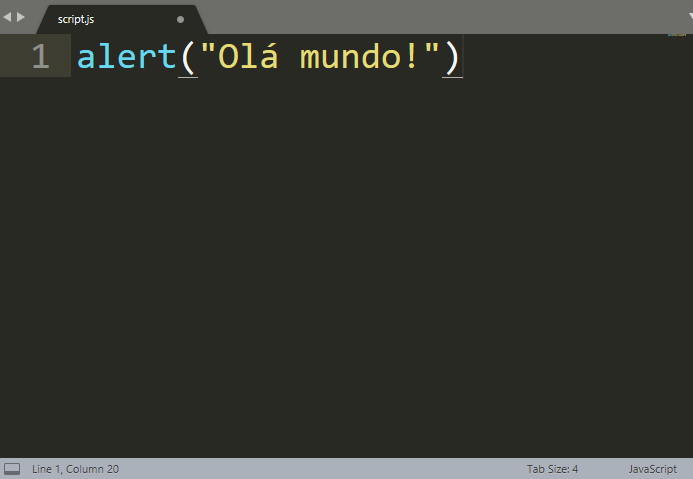 script.js
1 alert("Olá mundo!")
Line 1, Column 20 Tab Size: 4 JavaScript